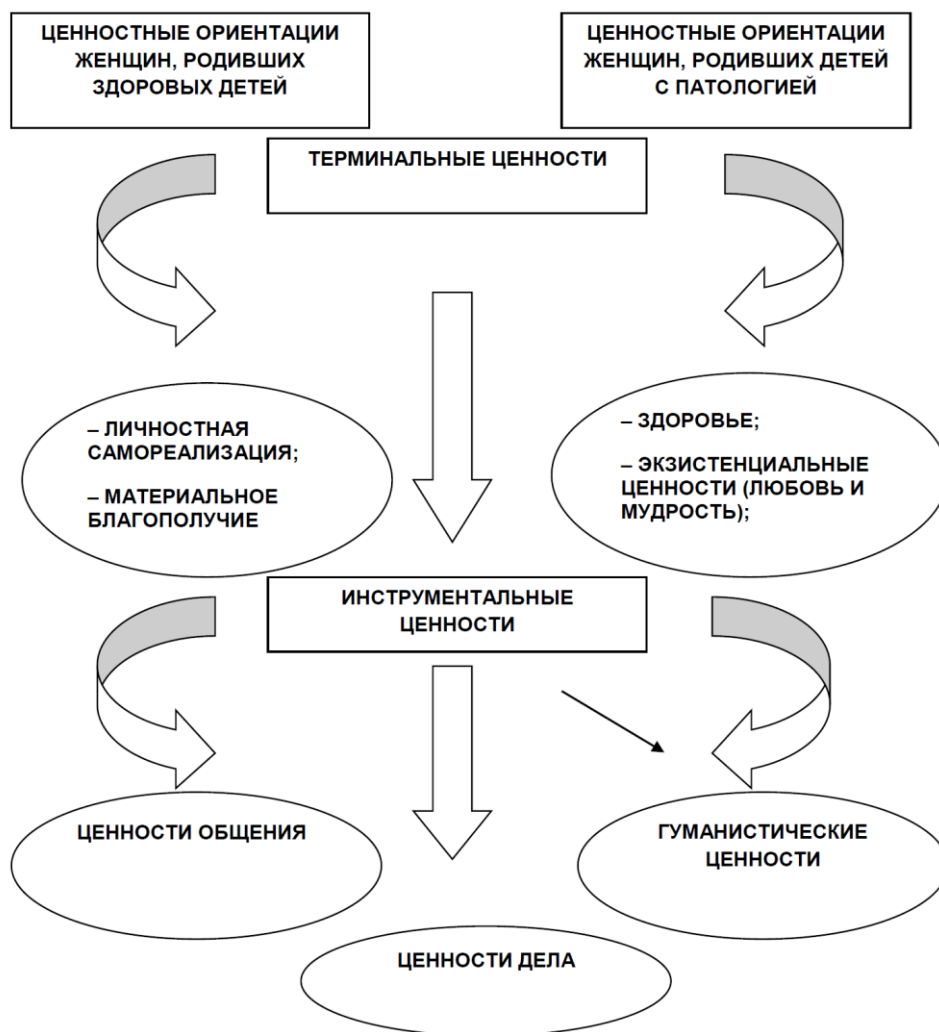 ЦЕННОСТНЫЕ ОРИЕНТАЦИИ
ЖЕНЩИН, РОДИВШИХ
ЗДОРОВЫХ ДЕТЕЙ
ЦЕННОСТНЫЕ ОРИЕНТАЦИИ
ЖЕНЩИН, РОДИВШИХ ДЕТЕЙ
С ПАТОЛОГИЕЙ
ТЕРМИНАЛЬНЫЕ ЦЕННОСТИ
– ЛИЧНОСТНАЯ
САМОРЕАЛИЗАЦИЯ;
– МАТЕРИАЛЬНОЕ
БЛАГОПОЛУЧИЕ
– ЗДОРОВЬЕ;
– ЭКЗИСТЕНЦИАЛЬНЫЕ
ЦЕННОСТИ (ЛЮБОВЬ И
МУДРОСТЬ);
ИНСТРУМЕНТАЛЬНЫЕ
ЦЕННОСТИ
ЦЕННОСТИ ОБЩЕНИЯ
ГУМАНИСТИЧЕСКИЕ
ЦЕННОСТИ
ЦЕННОСТИ ДЕЛА